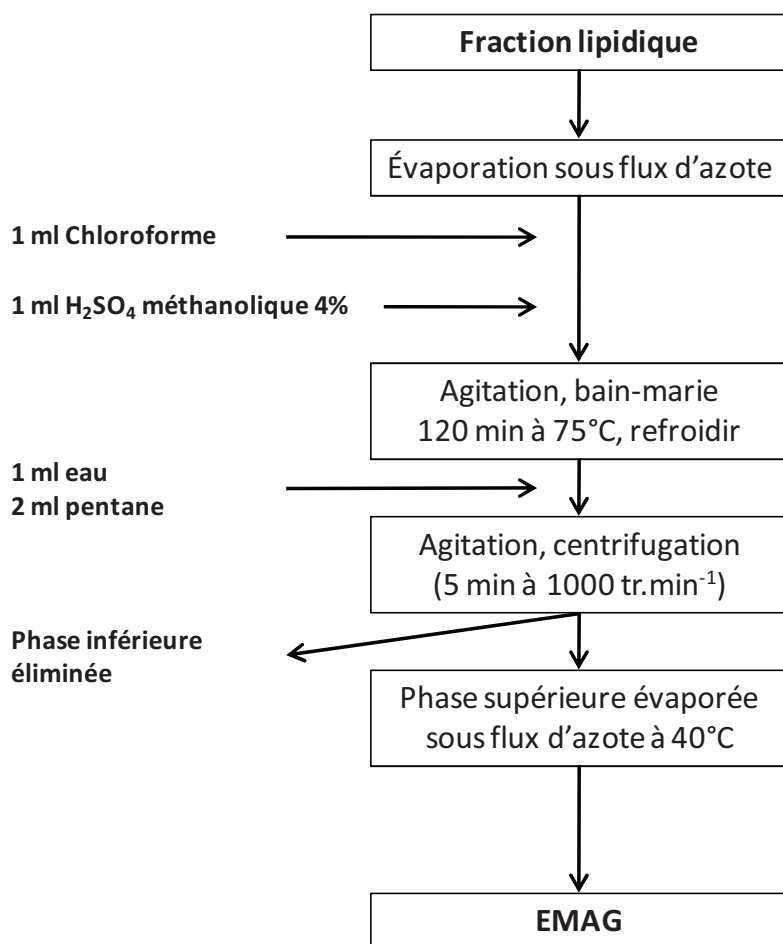 Fraction lipidique
Évaporation sous flux d’azote
1 ml Chloroforme
1 ml H₂SO₄ méthanolique 4%
Agitation, bain-marie
120 min à 75°C, refroidir
1 ml eau
2 ml pentane
Agitation, centrifugation
(5 min à 1000 tr.min⁻¹)
Phase inférieure
éliminée
Phase supérieure évaporée
sous flux d’azote à 40°C
EMAG